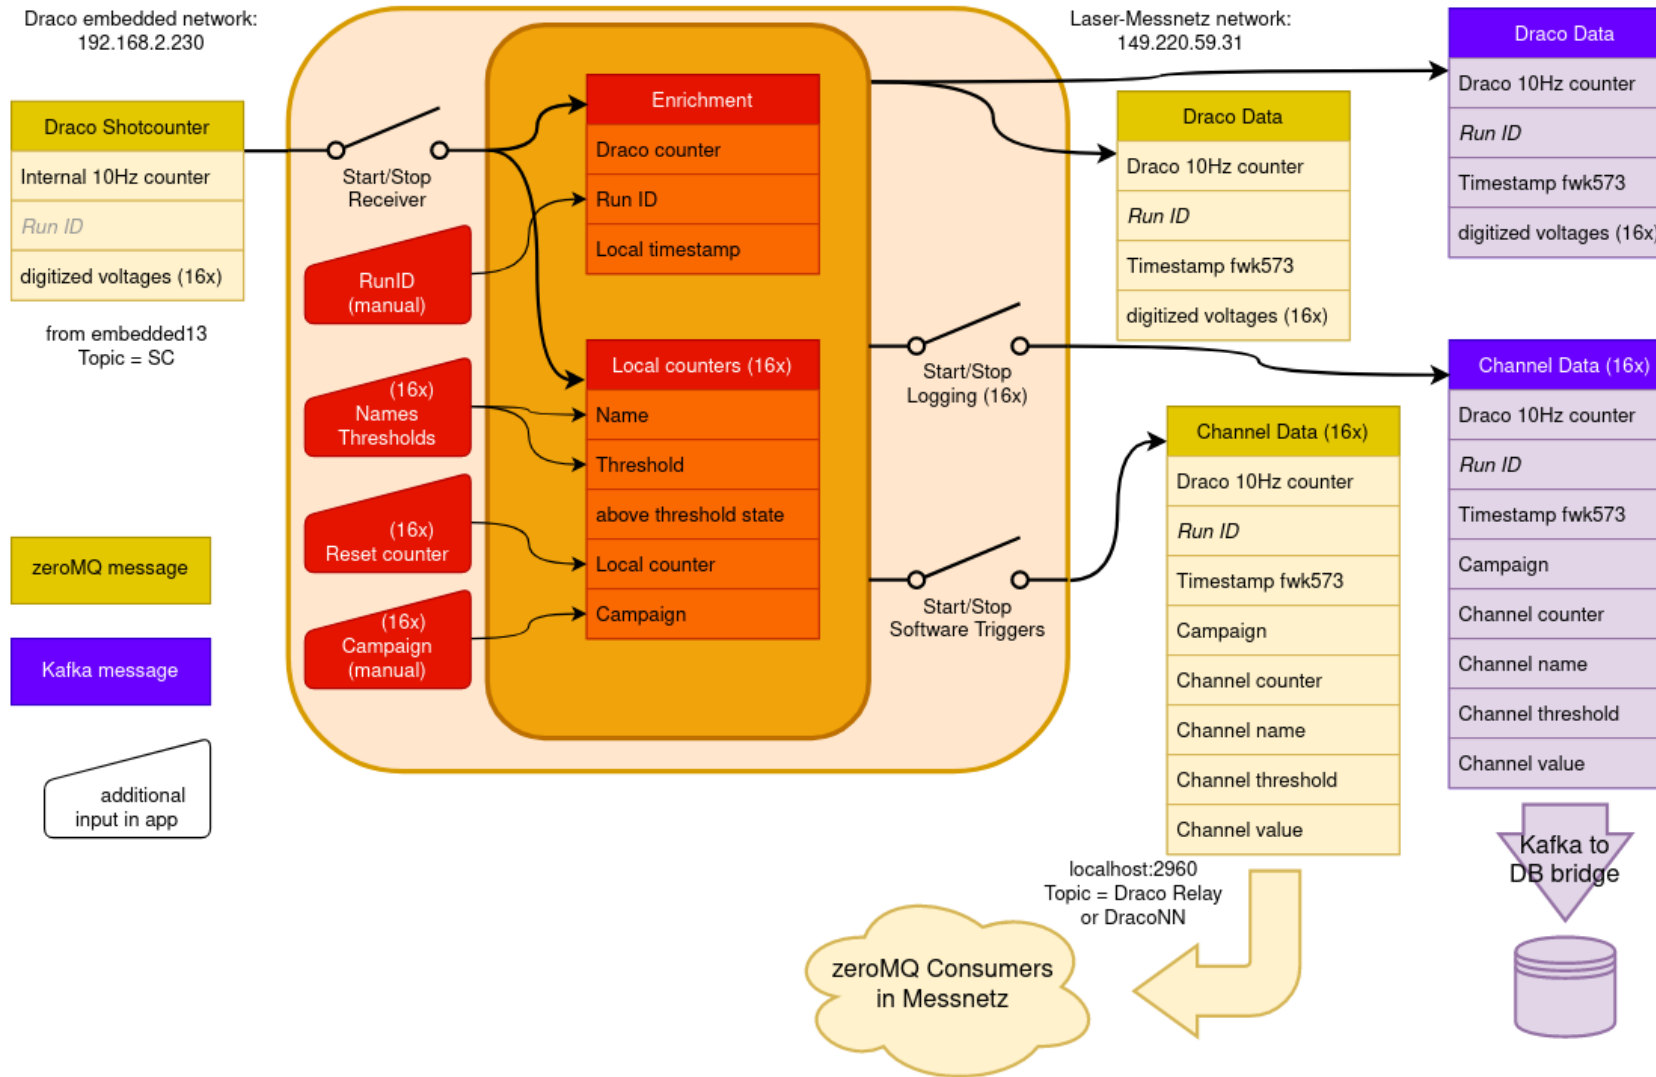 Draco embedded network:
192.168.2.230
Draco Shotcounter
Internal 10Hz counter
Run ID
digitized voltages (16x)
from embedded13
Topic = SC
zeroMQ message
Kafka message
additional
input in app
Start/Stop
Receiver
RunID
(manual)
(16x)
Names
Thresholds
(16x)
Reset counter
(16x)
Campaign
(manual)
Enrichment
Draco counter
Run ID
Local timestamp
Local counters (16x)
Name
Threshold
above threshold state
Local counter
Campaign
Start/Stop
Logging (16x)
Start/Stop
Software Triggers
Laser-Messnetz network:
149.220.59.31
Draco Data
Draco 10Hz counter
Run ID
Timestamp fwk573
digitized voltages (16x)
Channel Data (16x)
Draco 10Hz counter
Run ID
Timestamp fwk573
Campaign
Channel counter
Channel name
Channel threshold
Channel value
localhost:2960
Topic = Draco Relay
or DracoNN
zeroMQ Consumers
in Messnetz
Draco Data
Draco 10Hz counter
Run ID
Timestamp fwk573
digitized voltages (16x)
Channel Data (16x)
Draco 10Hz counter
Run ID
Timestamp fwk573
Campaign
Channel counter
Channel name
Channel threshold
Channel value
Kafka to
DB bridge